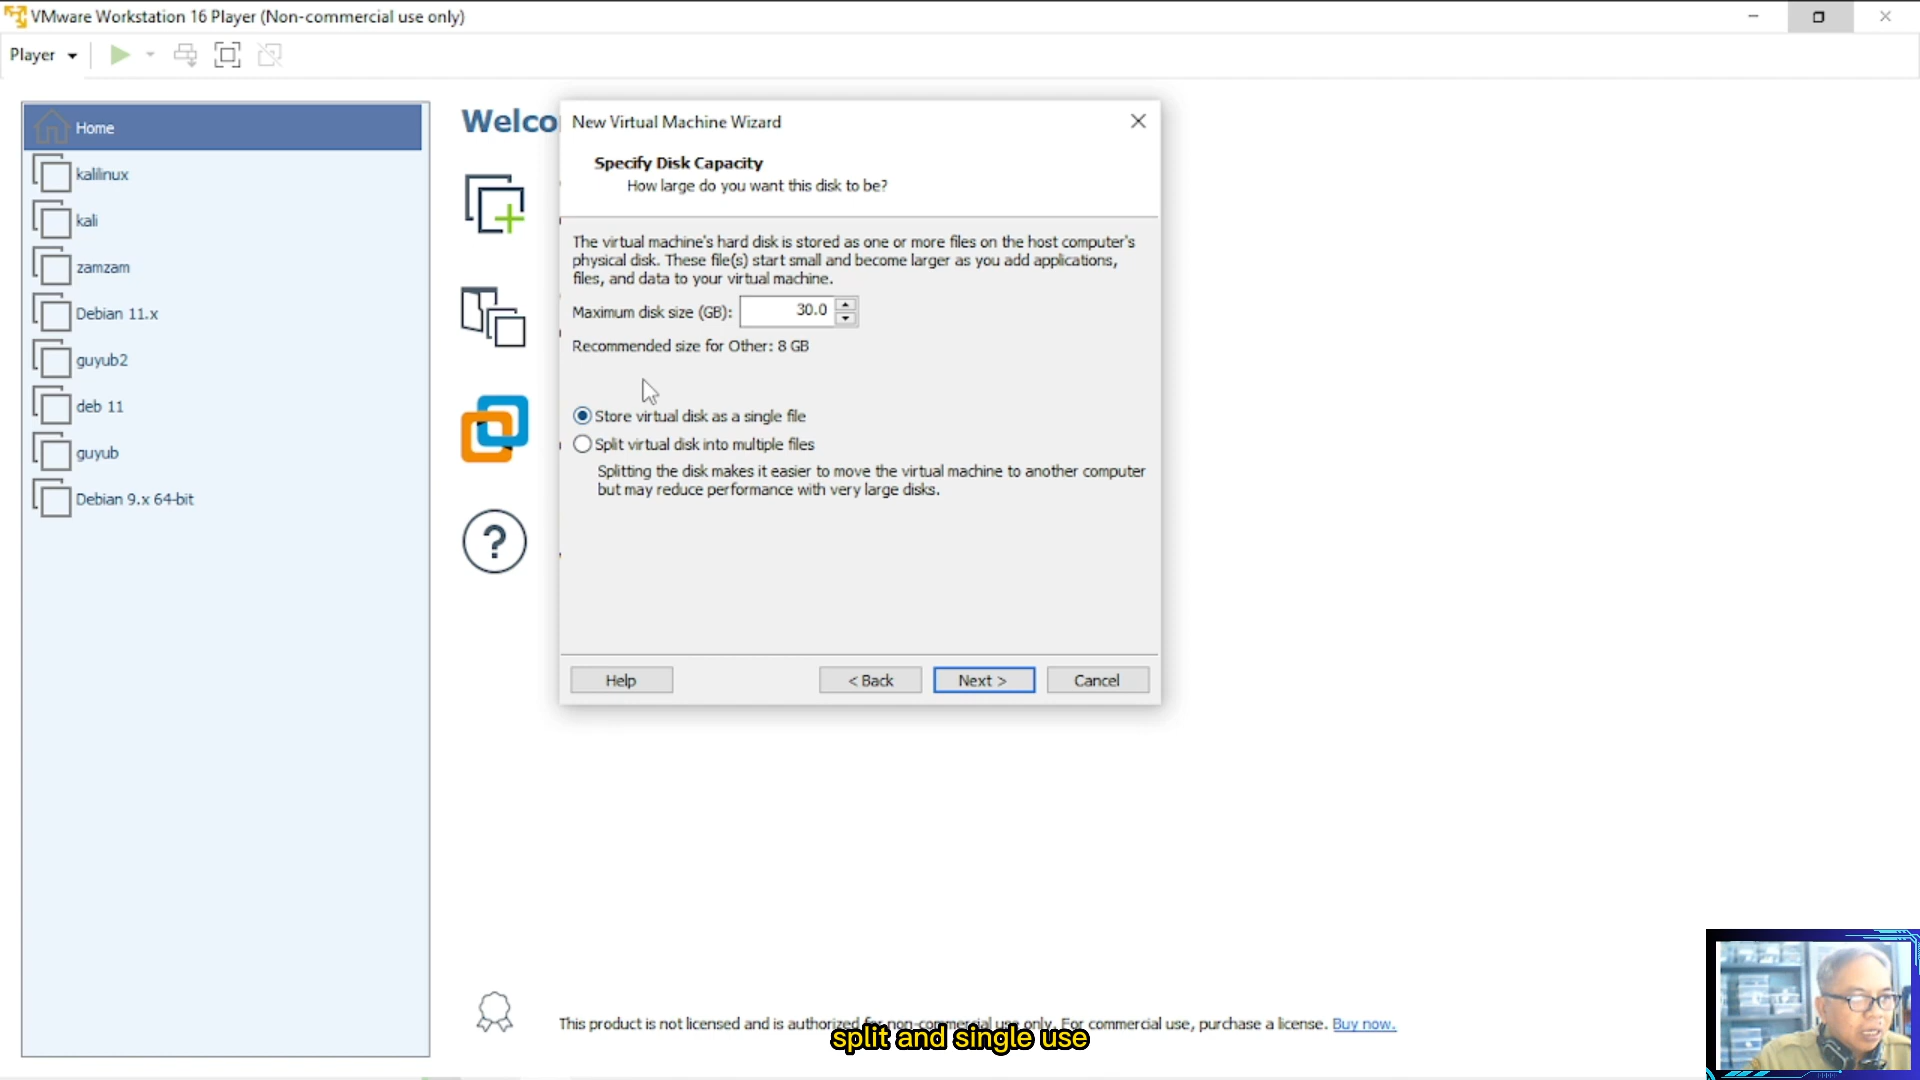 VMware Workstation 16 Player (Non-commercial use only)
Player
Home
kalilinux
kali
zamzam
Debian 11.x
guyub2
deb 11
guyub
Debian 9.x 64-bit
Welco
New Virtual Machine Wizard
Specify Disk Capacity
How large do you want this disk to be?
The virtual machine's hard disk is stored as one or more files on the host computer's
physical disk. These file(s) start small and become larger as you add applications,
files, and data to your virtual machine.
Maximum disk size (GB): 30.0
Recommended size for Other: 8 GB
Store virtual disk as a single file
Split virtual disk into multiple files
Splitting the disk makes it easier to move the virtual machine to another computer
but may reduce performance with very large disks.
Help < Back Next > Cancel
?
This product is not licensed and is authorized for non-commercial use only. For commercial use, purchase a license. Buy now.
split and single use